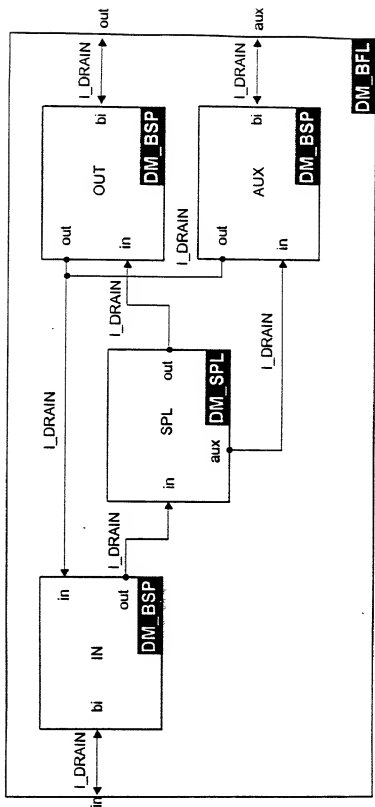 in
I_DRAIN
bi
IN
in
out
DM_BSP
I_DRAIN
I_DRAIN
in
SPL
out
aux
DM_SPL
I_DRAIN
I_DRAIN
out
in
OUT
bi
DM_BSP
I_DRAIN
out
I_DRAIN
out
in
AUX
bi
DM_BSP
I_DRAIN
aux
DM_BFL